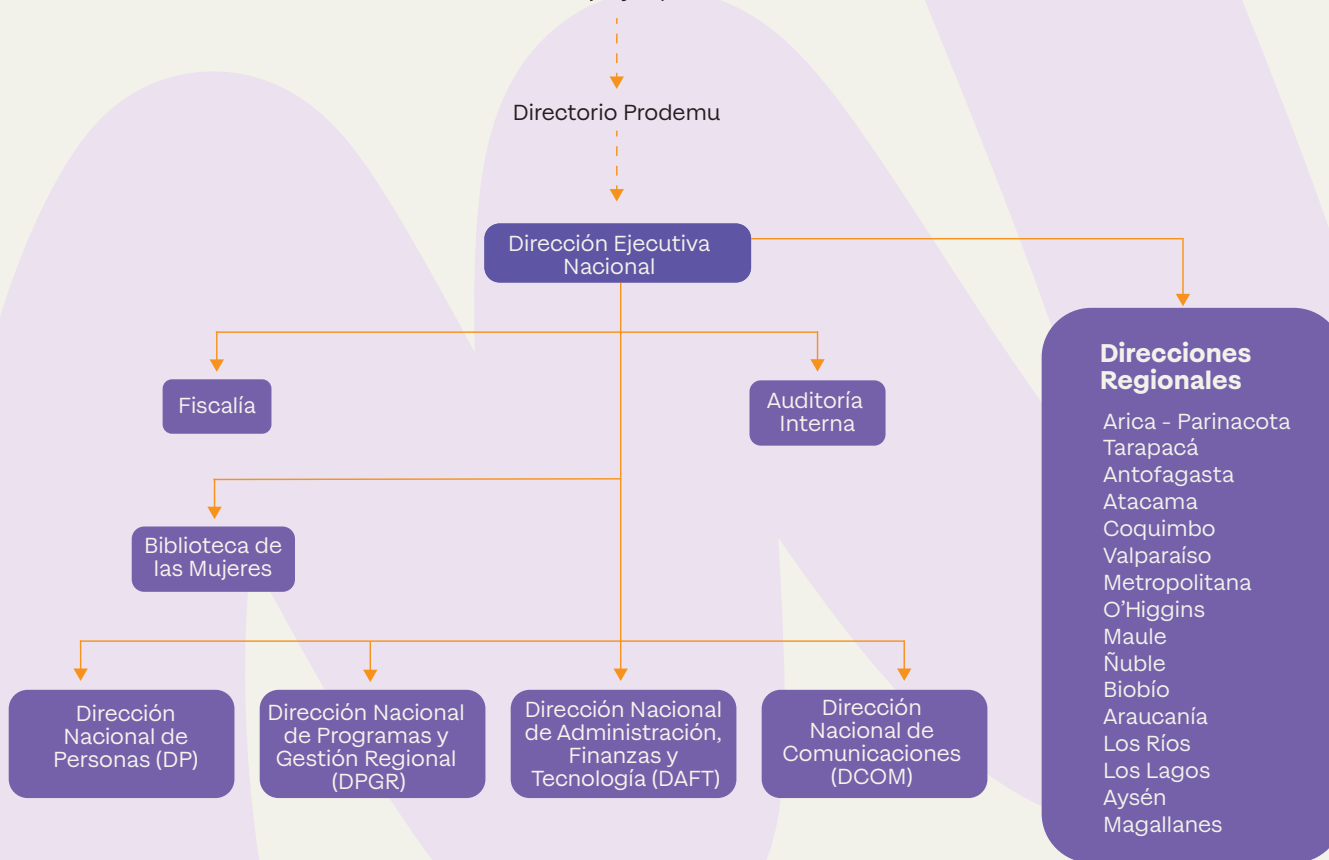 Directorio Prodemu
Dirección Ejecutiva
Nacional
Fiscalía
Auditoría
Interna
Biblioteca de
las Mujeres
Dirección
Nacional de
Personas (DP)
Dirección Nacional
de Programas y
Gestión Regional
(DPGR)
Dirección Nacional
de Administración,
Finanzas y
Tecnología (DAFT)
Dirección
Nacional de
Comunicaciones
(DCOM)
Direcciones
Regionales
Arica - Parinacota
Tarapacá
Antofagasta
Atacama
Coquimbo
Valparaíso
Metropolitana
O’Higgins
Maule
Ñuble
Biobío
Araucanía
Los Ríos
Los Lagos
Aysén
Magallanes